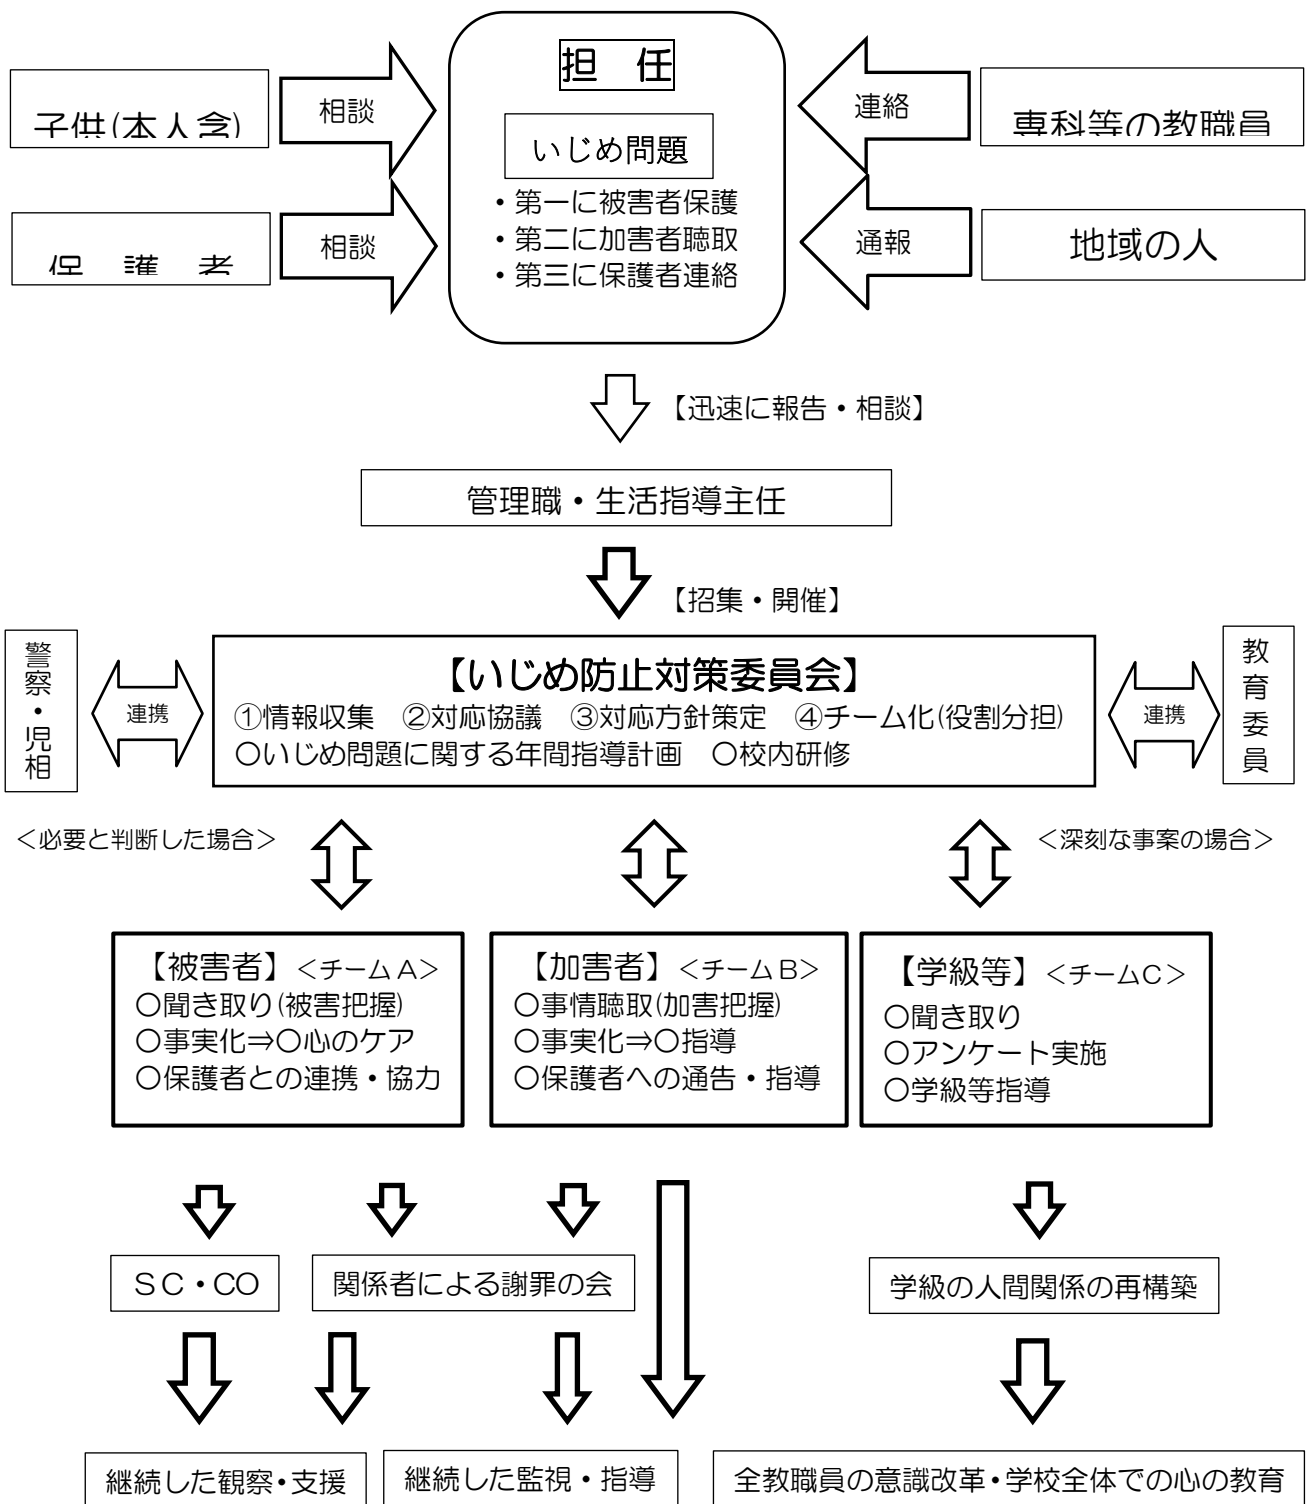 担　任
子供(本人含)
相談
連絡
専科等の教職員
いじめ問題
・第一に被害者保護
・第二に加害者聴取
・第三に保護者連絡
保　護　者
相談
通報
地域の人
【迅速に報告・相談】
管理職・生活指導主任
【招集・開催】
警察・児相
連携
【いじめ防止対策委員会】
①情報収集　②対応協議　③対応方針策定　④チーム化(役割分担)
○いじめ問題に関する年間指導計画　○校内研修
連携
教育委員
＜必要と判断した場合＞
＜深刻な事案の場合＞
【被害者】＜チームA＞
○聞き取り(被害把握)
○事実化⇒○心のケア
○保護者との連携・協力
【加害者】＜チームB＞
○事情聴取(加害把握)
○事実化⇒○指導
○保護者への通告・指導
【学級等】＜チームC＞
○聞き取り
○アンケート実施
○学級等指導
ＳＣ・CO
関係者による謝罪の会
学級の人間関係の再構築
継続した観察・支援
継続した監視・指導
全教職員の意識改革・学校全体での心の教育